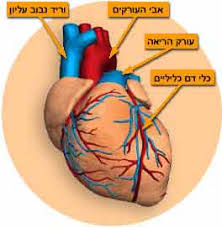 אבי העורקים
וריד נבוב עליון
עורק הריאה
כלי דם כליליים